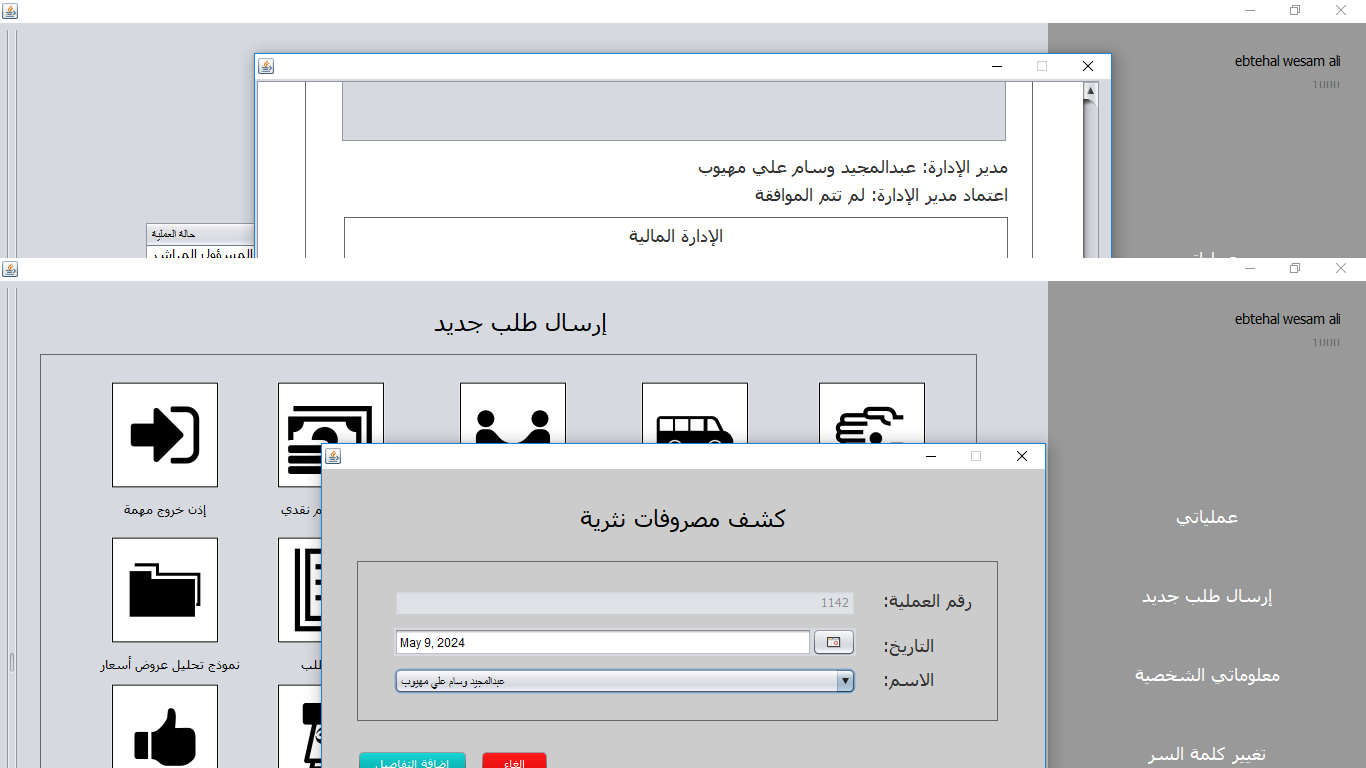 ebtehal wesam ali
1000
مدير الإدارة: عبدالمجيد وسام علي مهيوب
اعتماد مدير الإدارة: لم تتم الموافقة
الإدارة المالية
حالة العملية
المسؤول المباشر
ebtehal wesam ali
1000
إرسال طلب جديد
إذن خروج مهمة
نقدي
نموذج تحليل عروض أسعار
كشف مصروفات نثرية
رقم العملية: 1142
التاريخ: May 9, 2024
الاسم: عبدالمجيد وسام علي مهيوب
إضافة التفاصيل
إلغاء
عملياتي
إرسال طلب جديد
معلوماتي الشخصية
تغيير كلمة السر